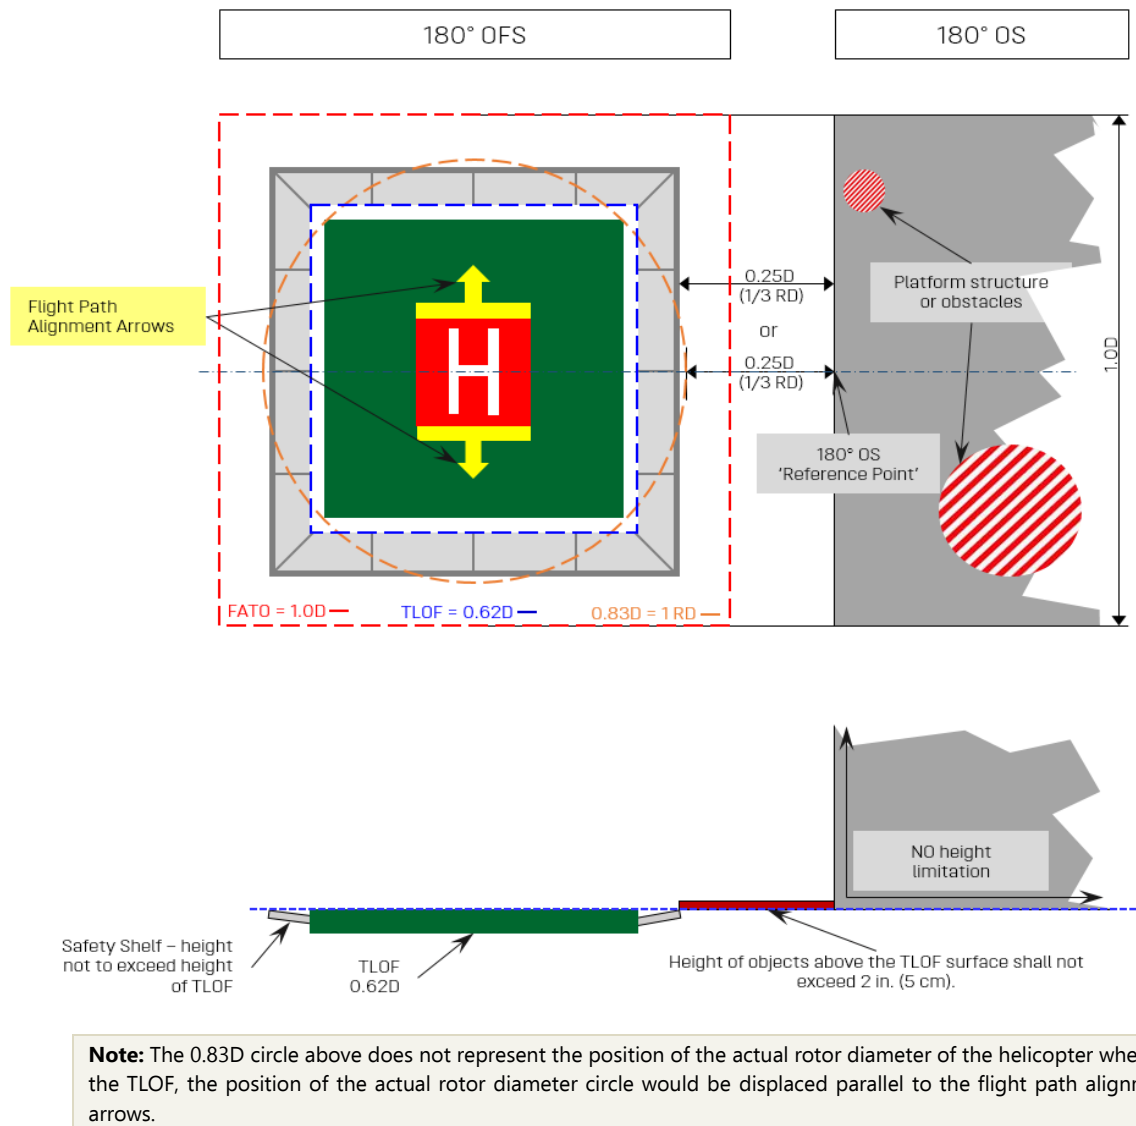 180° OFS
180° OS
Flight Path
Alignment Arrows
H
0.25D
(1/3 RD)
or
0.25D
(1/3 RD)
Platform structure
or obstacles
1.0D
180° OS
‘Reference Point’
FATO = 1.0D
TLOF = 0.62D
0.83D = 1 RD
NO height
limitation
Safety Shelf – height
not to exceed height
of TLOF
TLOF
0.62D
Height of objects above the TLOF surface shall not
exceed 2 in. (5 cm).
Note: The 0.83D circle above does not represent the position of the actual rotor diameter of the helicopter
the TLOF, the position of the actual rotor diameter circle would be displaced parallel to the flight path
arrows.